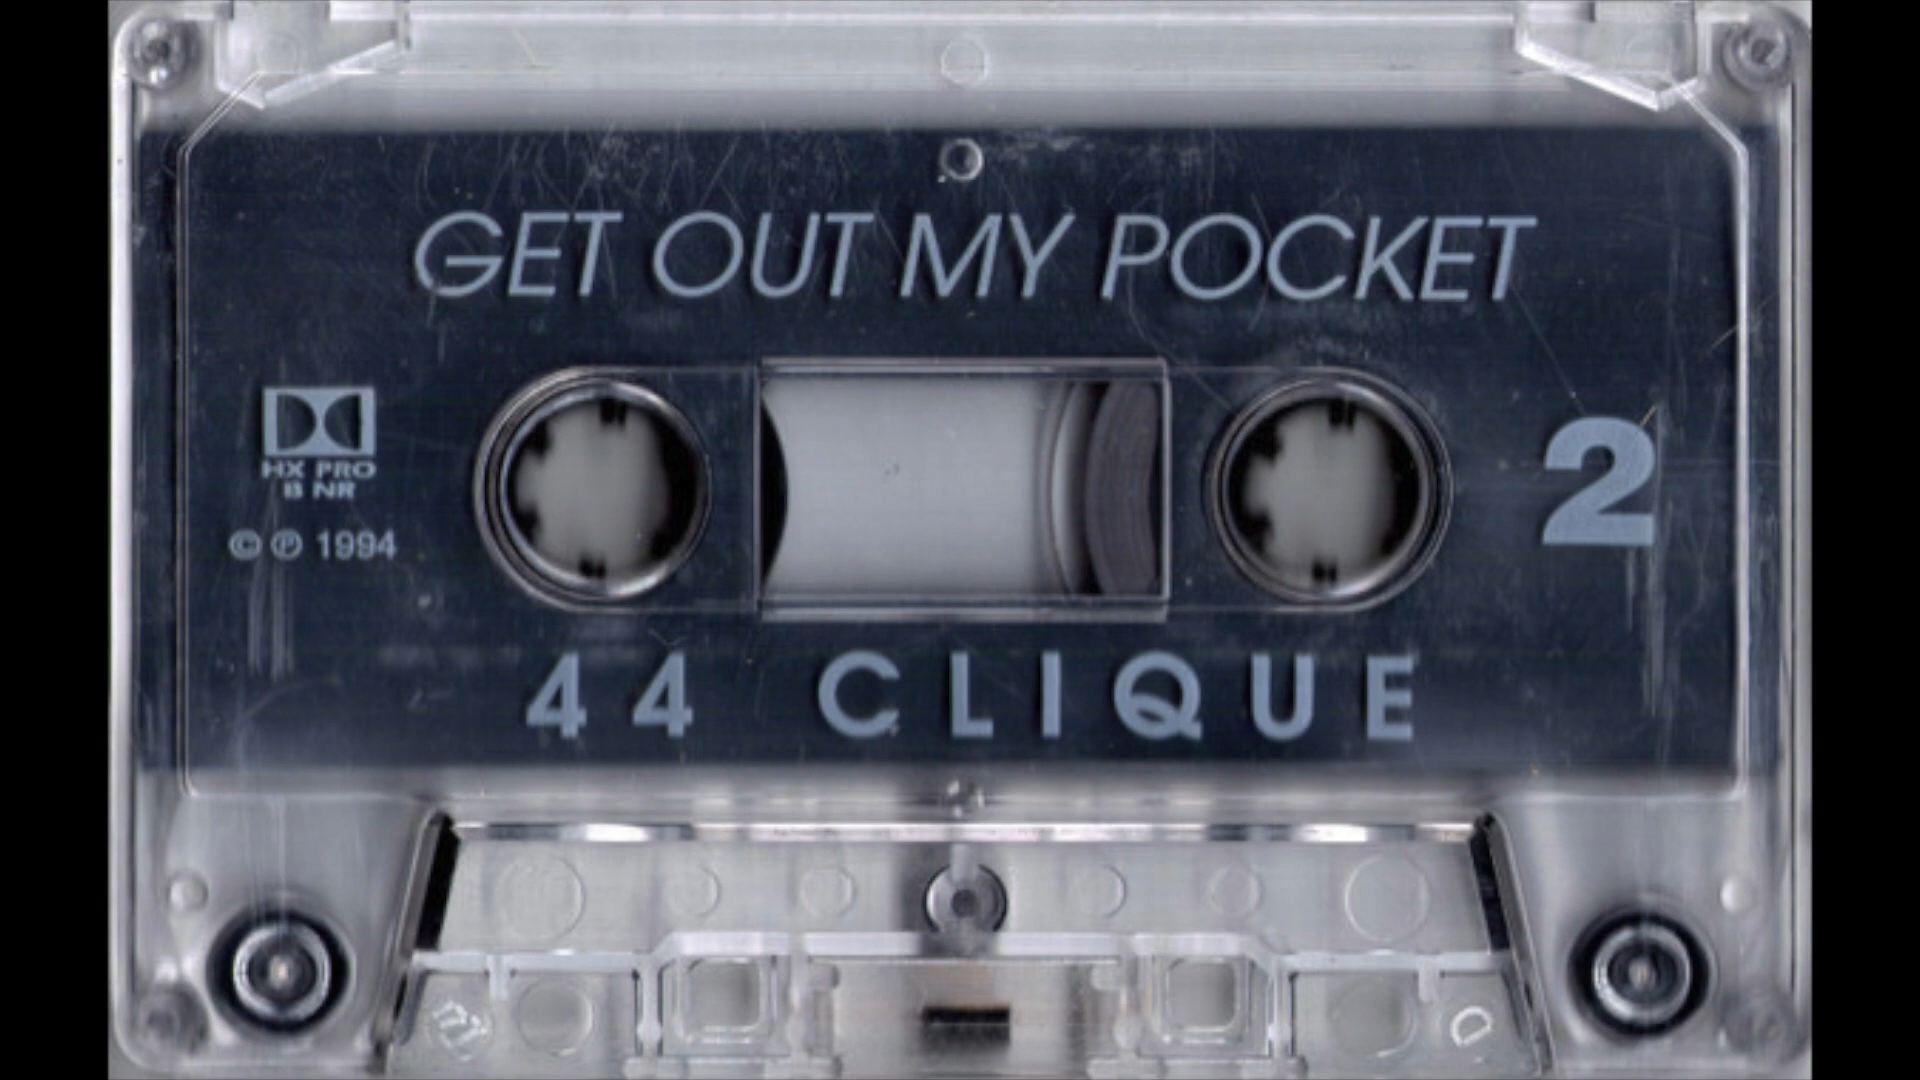 GET OUT MY POCKET
HX PRO
B NR
© ℗ 1994
2
44 CLIQUE